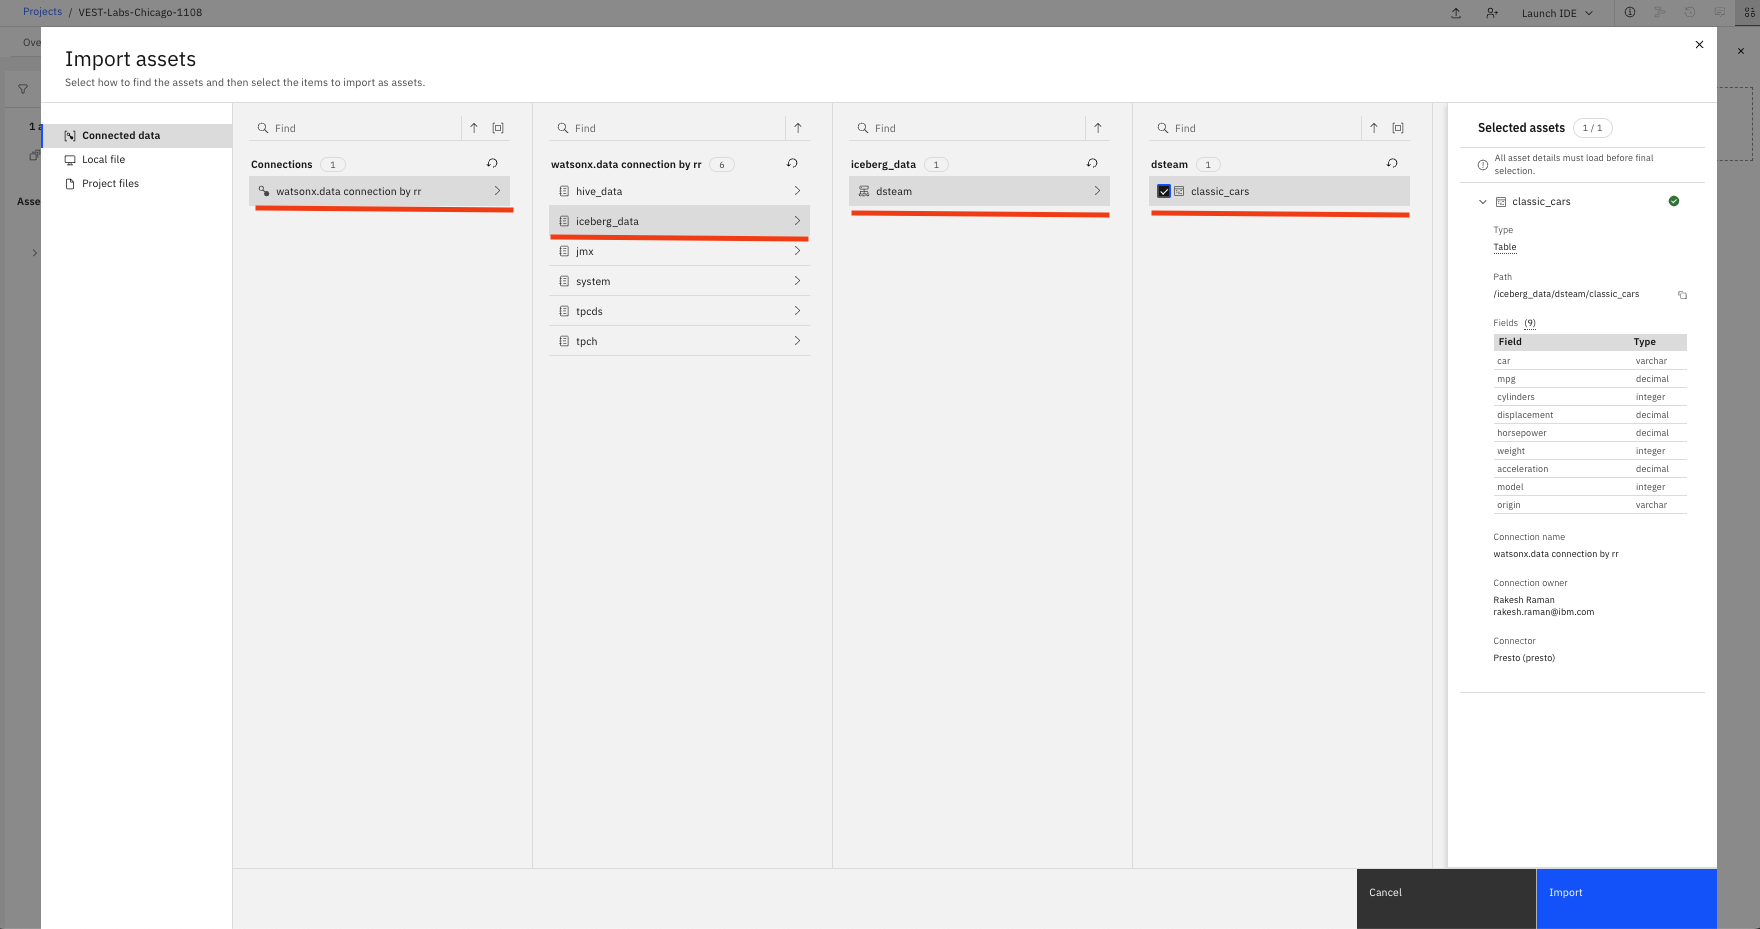 Projects / VEST-Labs-Chicago-1108
Launch IDE
Ove
Import assets
Select how to find the assets and then select the items to import as assets.
1 a
Asse
Connected data
Local file
Project files
Find
Connections 1
watsonx.data connection by rr
Find
watsonx.data connection by rr 6
hive_data
iceberg_data
jmx
system
tpcds
tpch
Find
iceberg_data 1
dsteam
Find
dsteam 1
classic_cars
Selected assets 1 / 1
All asset details must load before final
selection.
classic_cars
Type
Table
Path
/iceberg_data/dsteam/classic_cars
Fields (9)
Field Type
car varchar
mpg decimal
cylinders integer
displacement decimal
horsepower decimal
weight integer
acceleration decimal
model integer
origin varchar
Connection name
watsonx.data connection by rr
Connection owner
Rakesh Raman
rakesh.raman@ibm.com
Connector
Presto (presto)
Cancel
Import